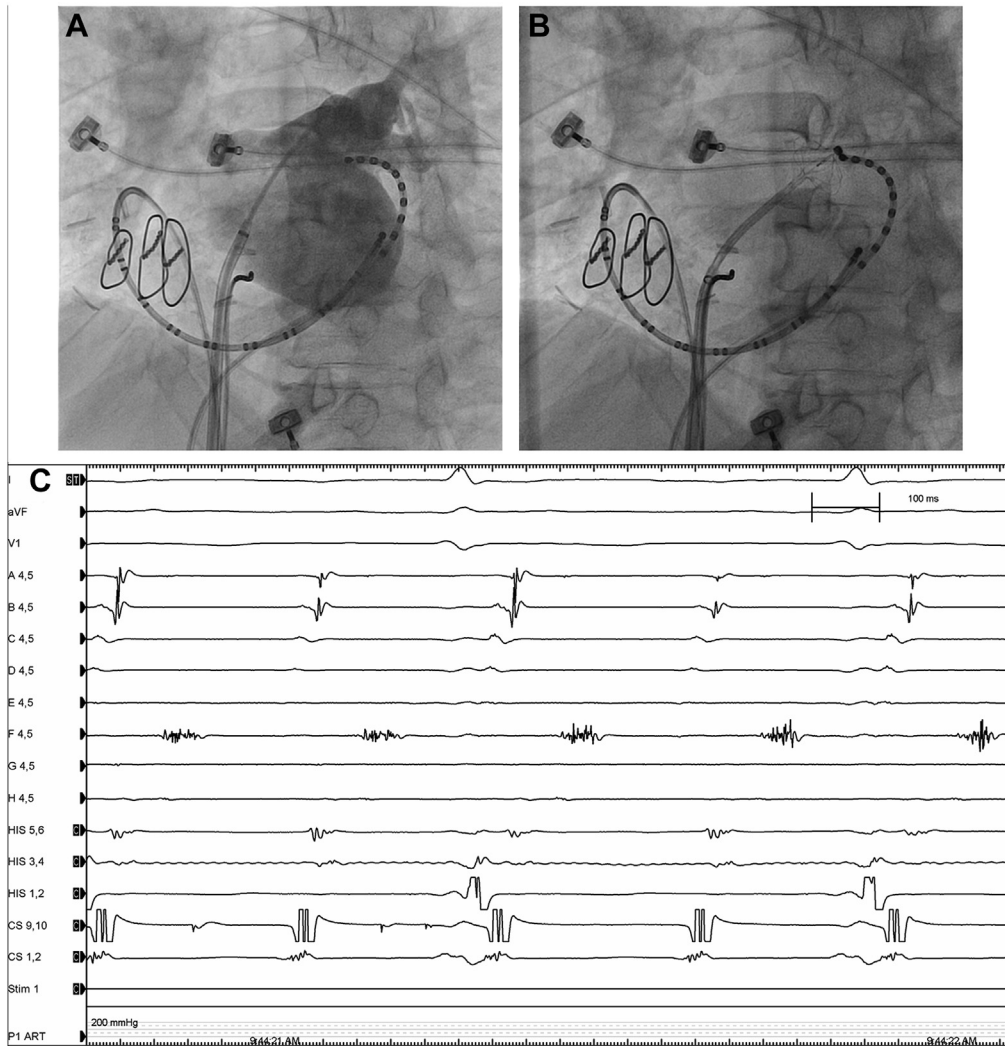 A
B
C
I
S T
100 ms
aVF
V1
A 4,5
B 4,5
C 4,5
D 4,5
E 4,5
F 4,5
G 4,5
H 4,5
HIS 5,6
C
HIS 3,4
C
HIS 1,2
C
CS 9,10
C
CS 1,2
C
Stim 1
C
200 mmHg
P1 ART
9:44:21 AM
9:44:22 AM